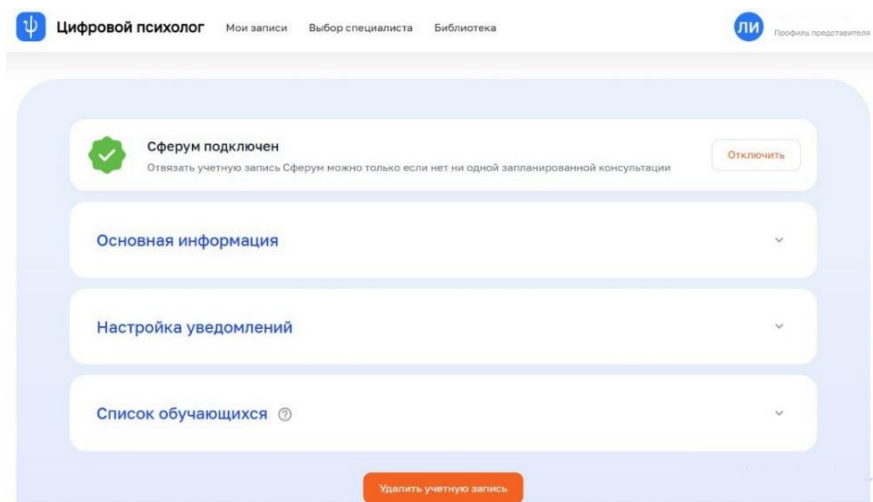 Цифровой психолог Мои записи Выбор специалиста Библиотека ЛИ Профиль представителя
Сферум подключен
Отвязать учетную запись Сферум можно только если нет ни одной запланированной консультации
Отключить
Основная информация
Настройка уведомлений
Список обучающихся ?
Удалить учетную запись